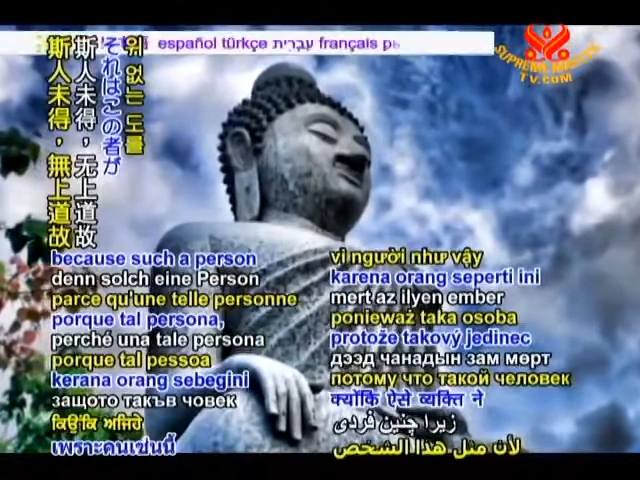 español türkçe עברית français
SUPREME MASTER
TV.COM
위없는 도를
それはこの者が
斯人未得，无上道故
斯人未得，無上道故
because such a person
denn solch eine Person
parce qu'une telle personne
porque tal persona,
perché una tale persona
porque tal pessoa
kerana orang sebegini
защото такъв човек
ਕਿਉਂਕਿ ਅਜਿਹੇ
เพราะคนเช่นนี้
vì người như vậy
karena orang seperti ini
mert az ilyen ember
ponieważ taka osoba
protože takový jedinec
дээд чанадын зам мөрт
потому что такой человек
क्योंकि ऐसे व्यक्ति ने
زیرا چنین فردی
لأن مثل هذا الشخص